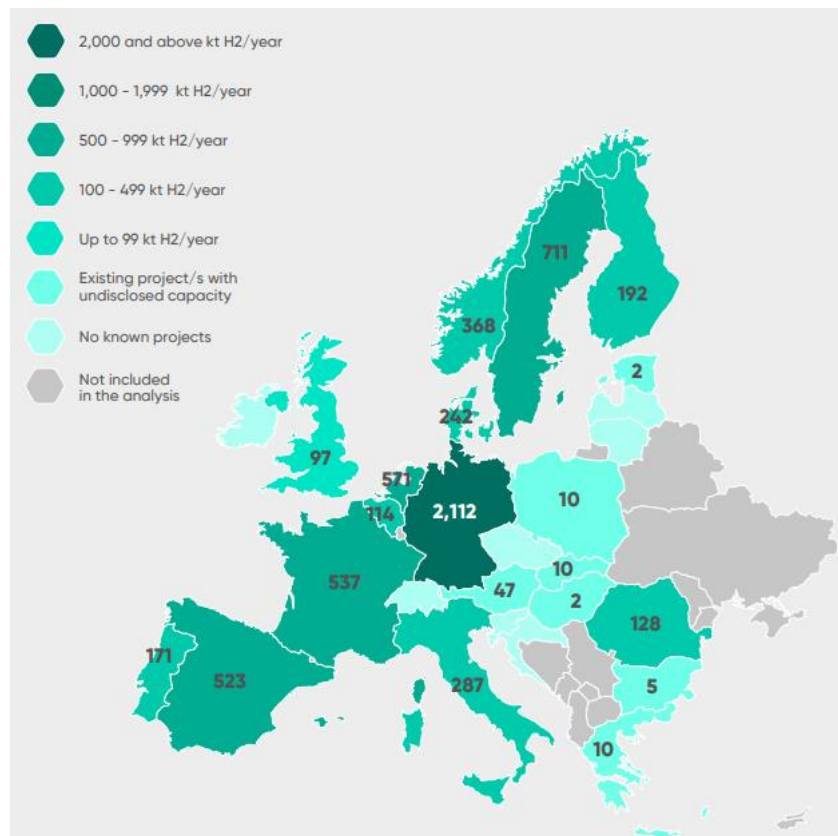 2,000 and above kt H2/year
1,000 - 1,999 kt H2/year
500 - 999 kt H2/year
100 - 499 kt H2/year
Up to 99 kt H2/year
Existing project/s with
undisclosed capacity
No known projects
Not included
in the analysis
711
192
368
2
242
97
571
10
114
2,112
10
47
537
2
128
171
523
287
5
10